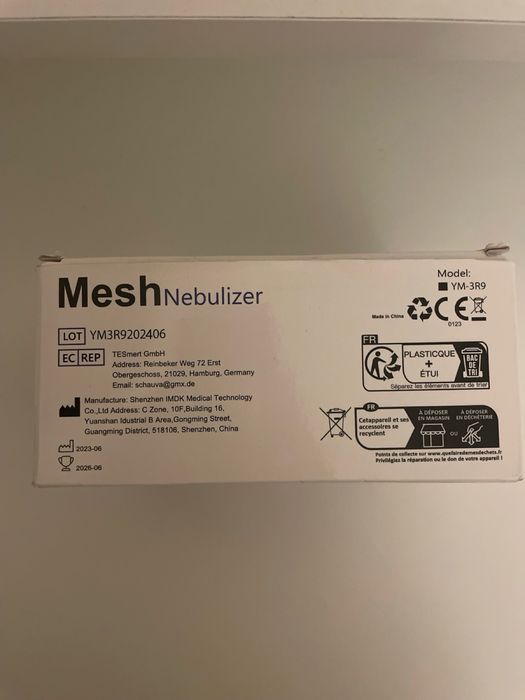 Mesh Nebulizer
Model:
YM-3R9
LOT YM3R9202406
Made in China
CE
0123
EC REP
TESmert GmbH
Address: Reinbeker Weg 72 Erst
Obergeschoss, 21029, Hamburg, Germany
Email: schauva@gmx.de
Manufacture: Shenzhen IMDK Medical Technology
Co.,Ltd Address: C Zone, 10F,Building 16,
Yuanshan Idustrial B Area,Gongming Street,
Guangming District, 518106, Shenzhen, China
2023-06
2026-06
FR
PLASTICQUE
+
ÉTUI
BAC
DE
TRI
Séparez les éléments avant de trier
FR
Cetappareil et ses
accessoires se
recyclent
À DÉPOSER
EN MAGASIN
OU
À DÉPOSER
EN DÉCHÈTERIE
Points de collecte sur www.quefairedemesdechets.fr
Privilégiez la réparation ou le don de votre appareil !